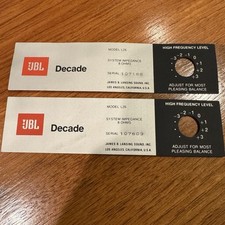 JBL
Decade
MODEL L26
SYSTEM IMPEDANCE
8 OHMS
SERIAL
JAMES B LANSING SOUND, INC.
LOS ANGELES, CALIFORNIA, U.S.A.
HIGH FREQUENCY LEVEL
ADJUST FOR MOST
PLEASING BALANCE
JBL
Decade
MODEL L26
SYSTEM IMPEDANCE
8 OHMS
SERIAL
JAMES B LANSING SOUND, INC.
LOS ANGELES, CALIFORNIA, U.S.A.
HIGH FREQUENCY LEVEL
ADJUST FOR MOST
PLEASING BALANCE